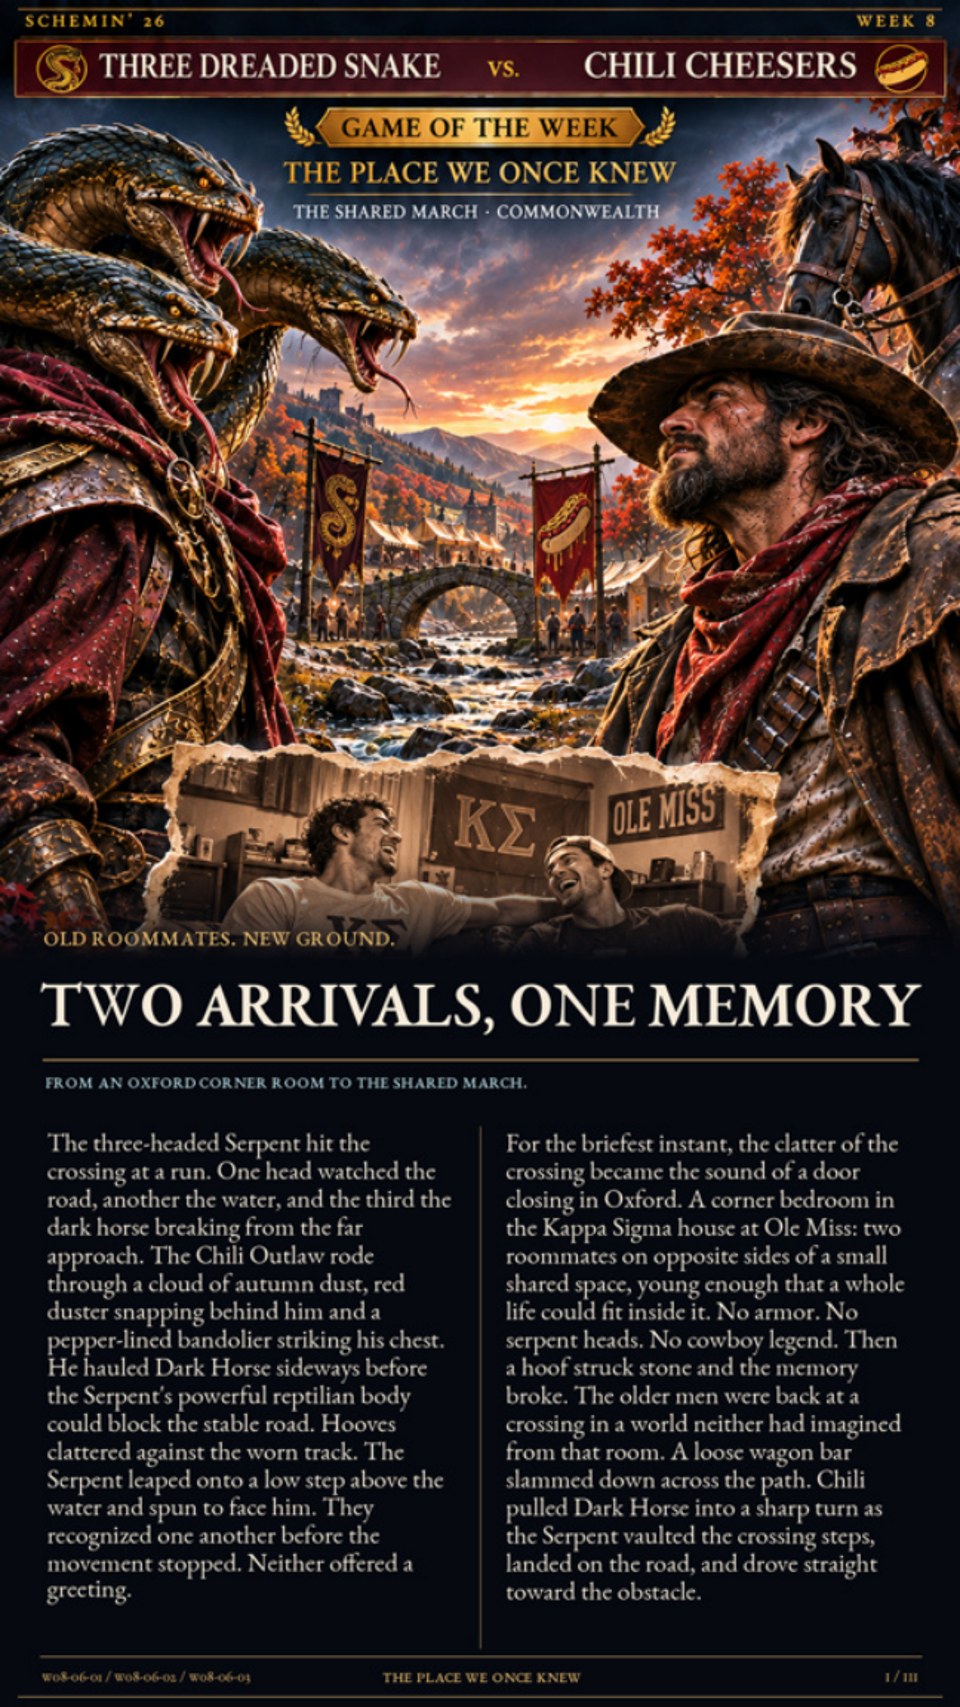 SCHEMIN' 26
WEEK 8
THREE DREADED SNAKE
VS.
CHILI CHEESERS
GAME OF THE WEEK
THE PLACE WE ONCE KNEW
THE SHARED MARCH · COMMONWEALTH
ΚΣ
OLE MISS
OLD ROOMMATES. NEW GROUND.
TWO ARRIVALS, ONE MEMORY
FROM AN OXFORD CORNER ROOM TO THE SHARED MARCH.
The three-headed Serpent hit the
crossing at a run. One head watched the
road, another the water, and the third the
dark horse breaking from the far
approach. The Chili Outlaw rode
through a cloud of autumn dust, red
duster snapping behind him and a
pepper-lined bandolier striking his chest.
He hauled Dark Horse sideways before
the Serpent's powerful reptilian body
could block the stable road. Hooves
clattered against the worn track. The
Serpent leaped onto a low step above the
water and spun to face him. They
recognized one another before the
movement stopped. Neither offered a
greeting.
For the briefest instant, the clatter of the
crossing became the sound of a door
closing in Oxford. A corner bedroom in
the Kappa Sigma house at Ole Miss: two
roommates on opposite sides of a small
shared space, young enough that a whole
life could fit inside it. No armor. No
serpent heads. No cowboy legend. Then
a hoof struck stone and the memory
broke. The older men were back at a
crossing in a world neither had imagined
from that room. A loose wagon bar
slammed down across the path. Chili
pulled Dark Horse into a sharp turn as
the Serpent vaulted the crossing steps,
landed on the road, and drove straight
toward the obstacle.
W08-06-01 / W08-06-02 / W08-06-03
THE PLACE WE ONCE KNEW
I / III